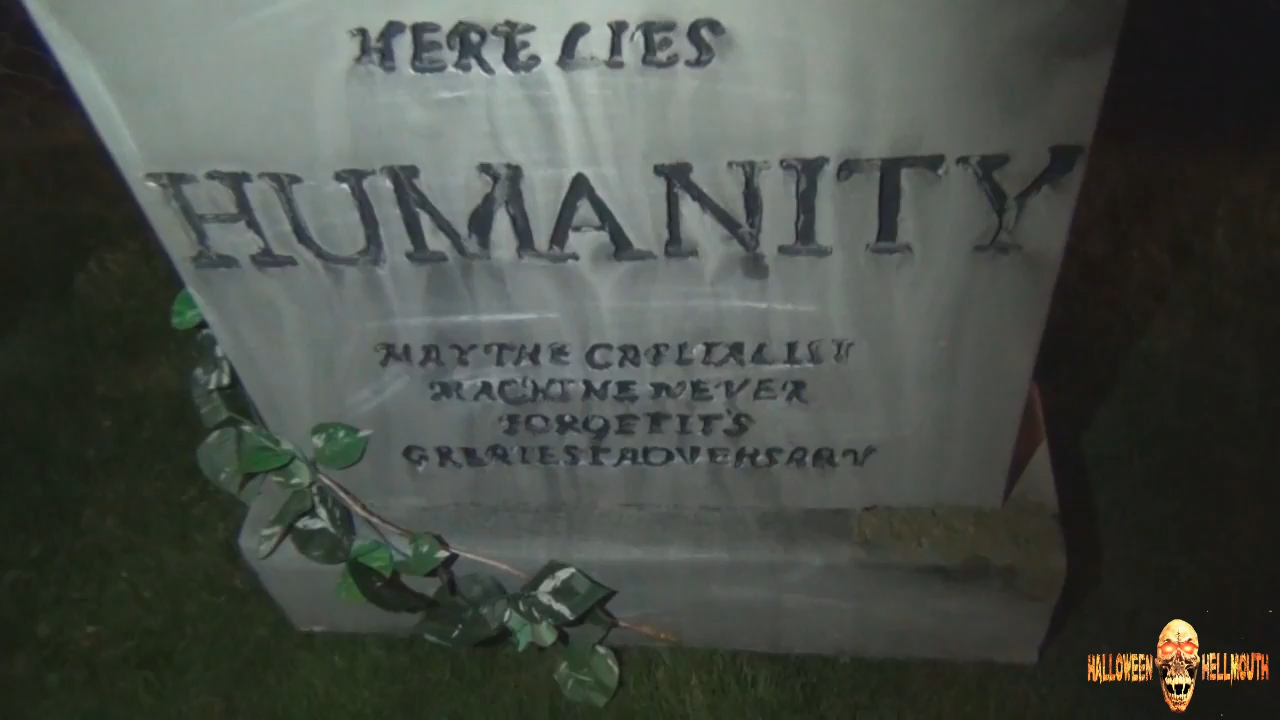 HERE LIES
HUMANITY
MAY THE CAPITALIST
MACHINE NEVER
FORGET IT'S
GREATEST ADVERSARY
HALLOWEEN HELLMOUTH